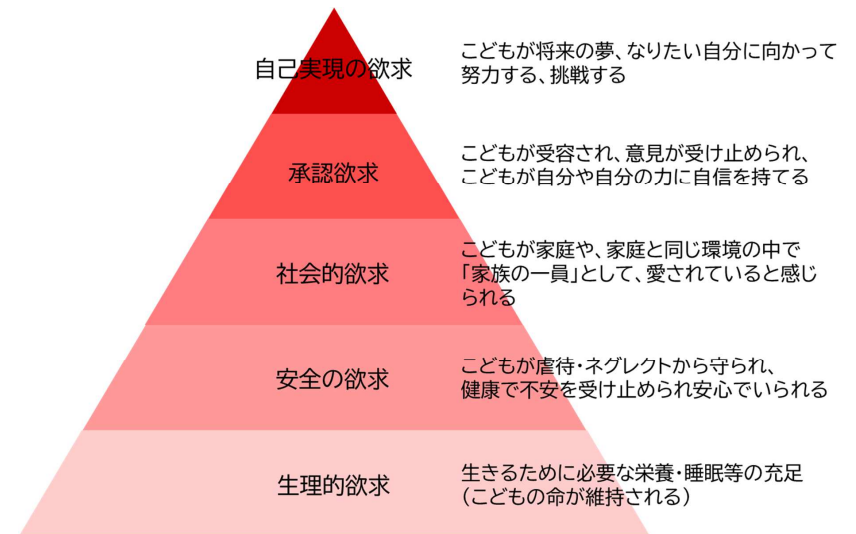 自己実現の欲求
こどもが将来の夢、なりたい自分に向かって
努力する、挑戦する
承認欲求
こどもが受容され、意見が受け止められ、
こどもが自分や自分の力に自信を持てる
社会的欲求
こどもが家庭や、家庭と同じ環境の中で
「家族の一員」として、愛されていると感じ
られる
安全の欲求
こどもが虐待・ネグレクトから守られ、
健康で不安を受け止められ安心でいられる
生理的欲求
生きるために必要な栄養・睡眠等の充足
(こどもの命が維持される)